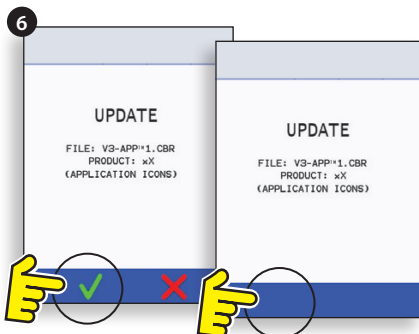 6
UPDATE
FILE: V3-APP™1.CBR
PRODUCT: xX
(APPLICATION ICONS)
UPDATE
FILE: V3-APP™1.CBR
PRODUCT: xX
(APPLICATION ICONS)